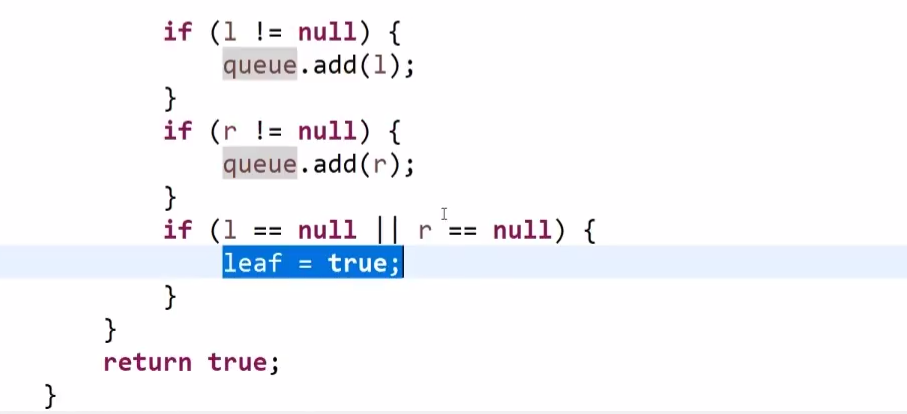 if (l != null) {
queue.add(l);
}
if (r != null) {
queue.add(r);
}
if (l == null || r == null) {
leaf = true;
}
}
return true;
}